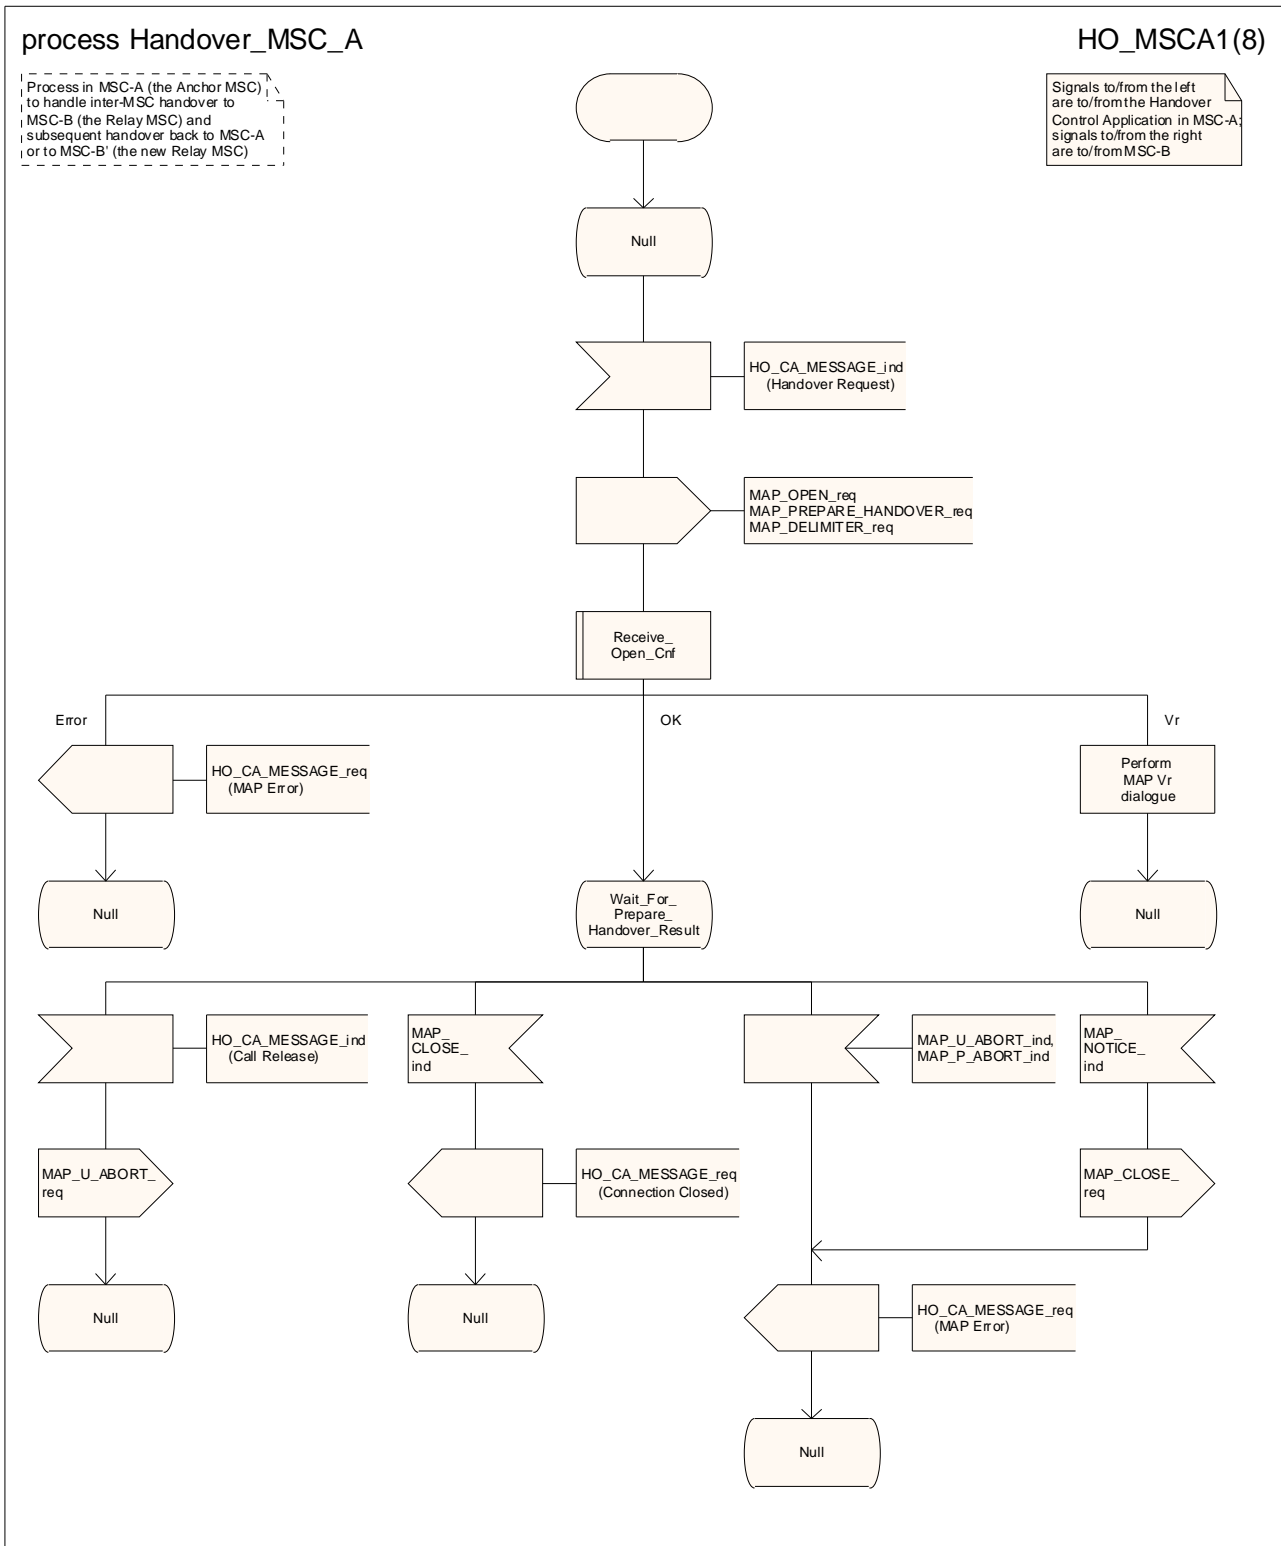 process Handover_MSC_A
HO_MSCA1(8)
Process in MSC-A (the Anchor MSC)
to handle inter-MSC handover to
MSC-B (the Relay MSC) and
subsequent handover back to MSC-A
or to MSC-B' (the new Relay MSC)
Signals to/from the left
are to/from the Handover
Control Application in MSC-A;
signals to/from the right
are to/from MSC-B
Null
HO_CA_MESSAGE_ind
(Handover Request)
MAP_OPEN_req
MAP_PREPARE_HANDOVER_req
MAP_DELIMITER_req
Receive_
Open_Cnf
Error
OK
Vr
HO_CA_MESSAGE_req
(MAP Error)
Perform
MAP Vr
dialogue
Null
Wait_For_
Prepare_
Handover_Result
Null
HO_CA_MESSAGE_ind
(Call Release)
MAP_
CLOSE_
ind
MAP_U_ABORT_ind,
MAP_P_ABORT_ind
MAP_
NOTICE_
ind
MAP_U_ABORT_
req
HO_CA_MESSAGE_req
(Connection Closed)
MAP_CLOSE_
req
Null
Null
HO_CA_MESSAGE_req
(MAP Error)
Null